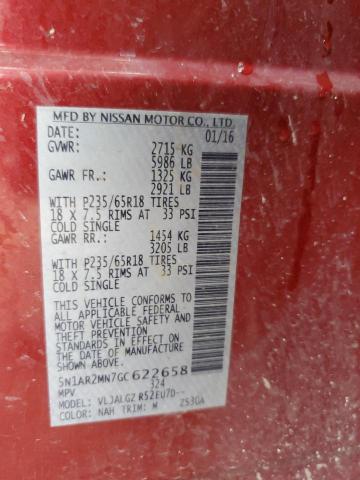 MFD BY NISSAN MOTOR CO., LTD.
DATE: 01/16
GVWR: 2715 KG
5986 LB
GAWR FR.: 1325 KG
2921 LB
WITH P235/65R18 TIRES
18 X 7.5 RIMS AT 33 PSI
COLD SINGLE
GAWR RR.: 1454 KG
3205 LB
WITH P235/65R18 TIRES
18 X 7.5 RIMS AT 33 PSI
COLD SINGLE
THIS VEHICLE CONFORMS TO
ALL APPLICABLE FEDERAL
MOTOR VEHICLE SAFETY AND
THEFT PREVENTION
STANDARDS IN EFFECT ON THE
DATE OF MANUFACTURE
SHOWN ABOVE.
5N1AR2MN7GC622658
MPV 324
MODEL: VLJALGZ R52EUD--
COLOR: NAH TRIM: M Z53GA